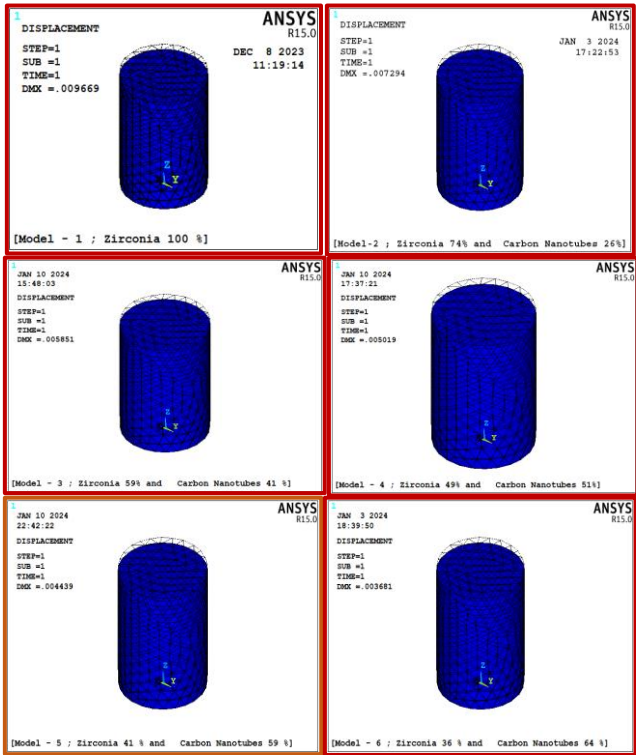 1
DISPLACEMENT
STEP=1
SUB =1
TIME=1
DMX =.009669
ANSYS
R15.0
DEC 8 2023
11:19:14
Z
Y
[Model - 1 ; Zirconia 100 %]
1
DISPLACEMENT
STEP=1
SUB =1
TIME=1
DMX =.007294
ANSYS
R15.0
JAN 3 2024
17:22:53
Z
Y
[Model-2 ; Zirconia 74% and Carbon Nanotubes 26%]
1
JAN 10 2024
15:48:03
DISPLACEMENT
STEP=1
SUB =1
TIME=1
DMX =.005851
ANSYS
R15.0
Z
Y
[Model - 3 ; Zirconia 59% and Carbon Nanotubes 41 %]
1
JAN 10 2024
17:37:21
DISPLACEMENT
STEP=1
SUB =1
TIME=1
DMX =.005019
ANSYS
R15.0
Z
Y
[Model - 4 ; Zirconia 49% and Carbon Nanotubes 51%]
1
JAN 10 2024
22:42:22
DISPLACEMENT
STEP=1
SUB =1
TIME=1
DMX =.004439
ANSYS
R15.0
Z
Y
[Model - 5 ; Zirconia 41 % and Carbon Nanotubes 59 %]
1
JAN 3 2024
18:39:50
DISPLACEMENT
STEP=1
SUB =1
TIME=1
DMX =.003681
ANSYS
R15.0
Z
Y
[Model - 6 ; Zirconia 36 % and Carbon Nanotubes 64 %]